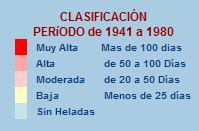 CLASIFICACIÓN
PERÍODO de 1941 a 1980
Muy Alta Mas de 100 dias
Alta de 50 a 100 Días
Moderada de 20 a 50 Días
Baja Menos de 25 días
Sin Heladas